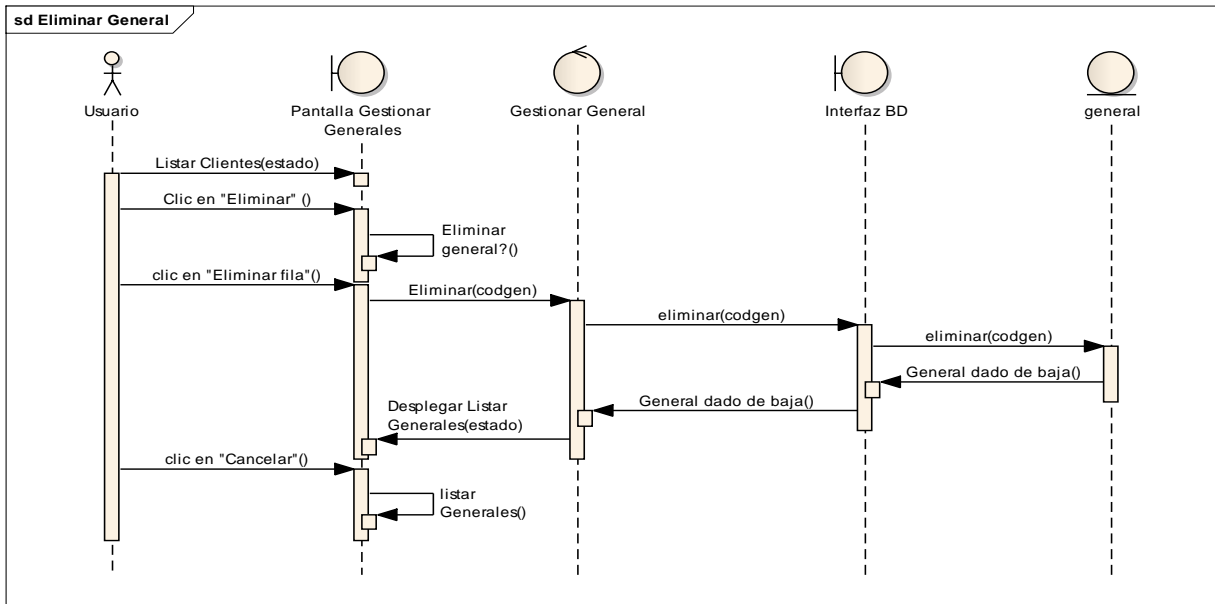 sd Eliminar General
Usuario
Pantalla Gestionar
Generales
Gestionar General
Interfaz BD
general
Listar Clientes(estado)
Clic en "Eliminar" ()
Eliminar
general?()
clic en "Eliminar fila"()
Eliminar(codgen)
eliminar(codgen)
eliminar(codgen)
General dado de baja()
General dado de baja()
Desplegar Listar
Generales(estado)
clic en "Cancelar"()
listar
Generales()